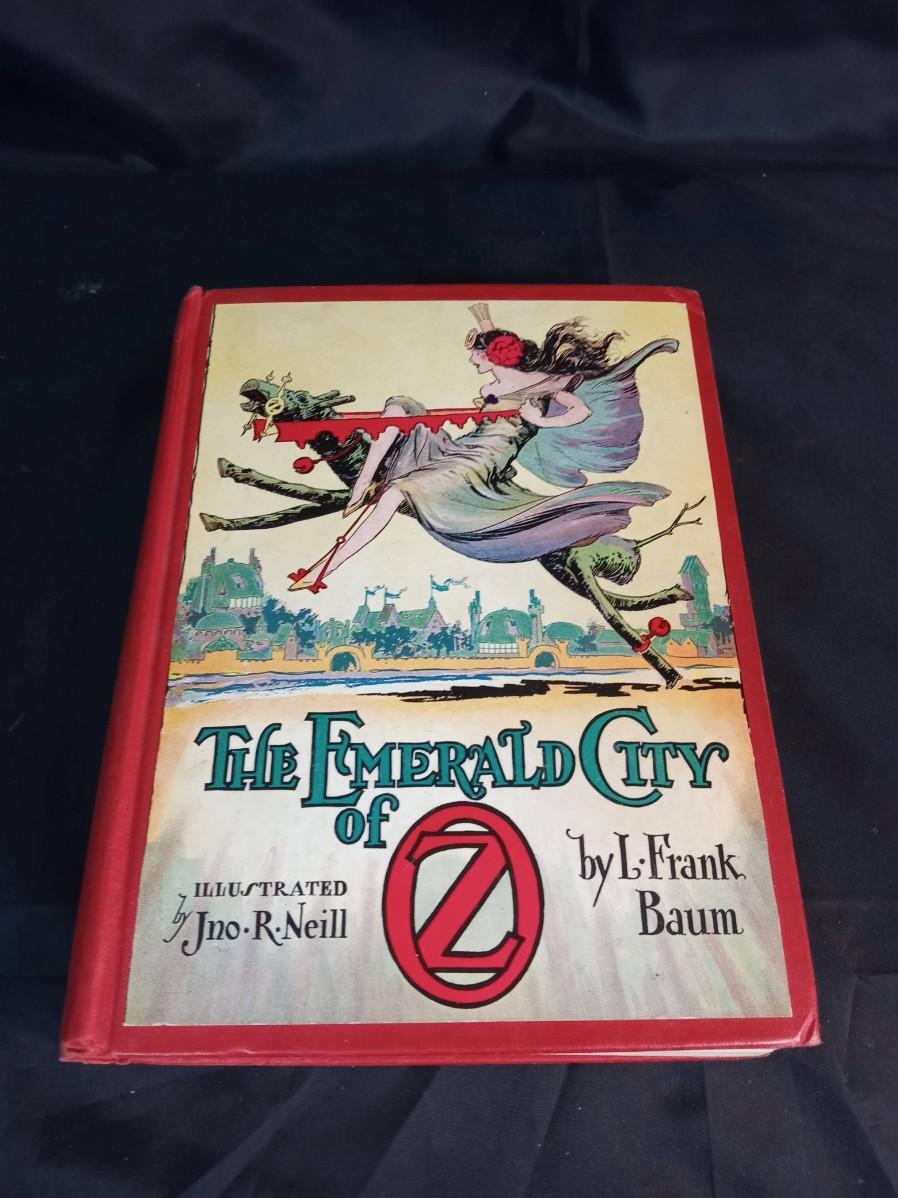 The Emerald City
of OZ
by L. Frank
Baum
Illustrated
by Jno. R. Neill